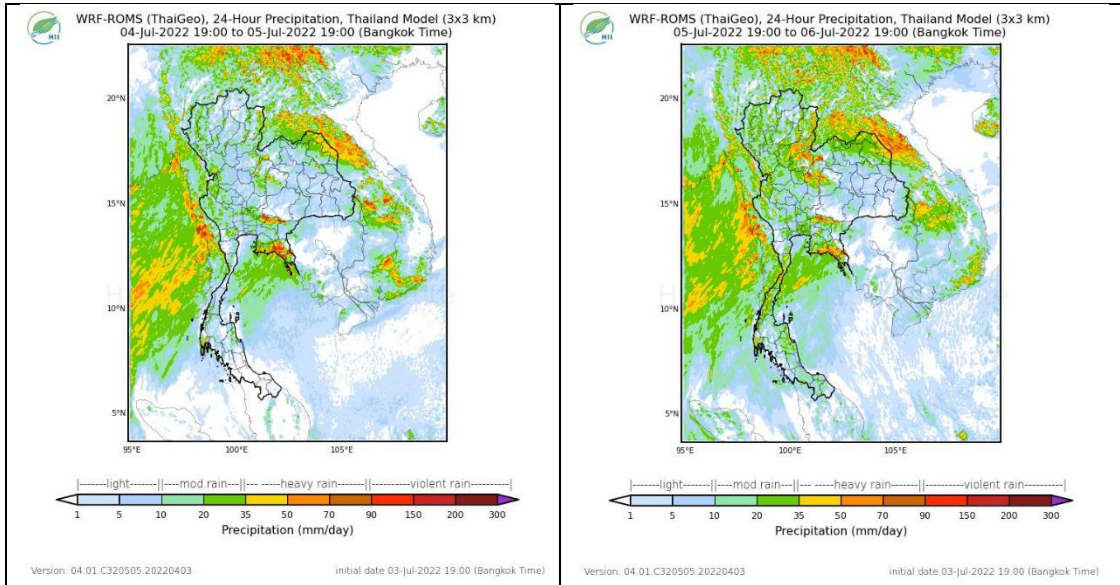 HII
WRF-ROMS (ThaiGeo), 24-Hour Precipitation, Thailand Model (3x3 km)
04-Jul-2022 19:00 to 05-Jul-2022 19:00 (Bangkok Time)
20°N
15°N
10°N
5°N
95°E 100°E 105°E
|-------light-------||----mod rain----||--- ----heavy rain----||----------violent rain---------|
1 5 10 20 35 50 70 90 150 200 300
Precipitation (mm/day)
Version: 04.01.C320505.20220403 initial date 03-Jul-2022 19:00 (Bangkok Time)
HII
WRF-ROMS (ThaiGeo), 24-Hour Precipitation, Thailand Model (3x3 km)
05-Jul-2022 19:00 to 06-Jul-2022 19:00 (Bangkok Time)
20°N
15°N
10°N
5°N
95°E 100°E 105°E
|-------light-------||----mod rain----||--- ----heavy rain----||----------violent rain---------|
1 5 10 20 35 50 70 90 150 200 300
Precipitation (mm/day)
Version: 04.01.C320505.20220403 initial date 03-Jul-2022 19:00 (Bangkok Time)